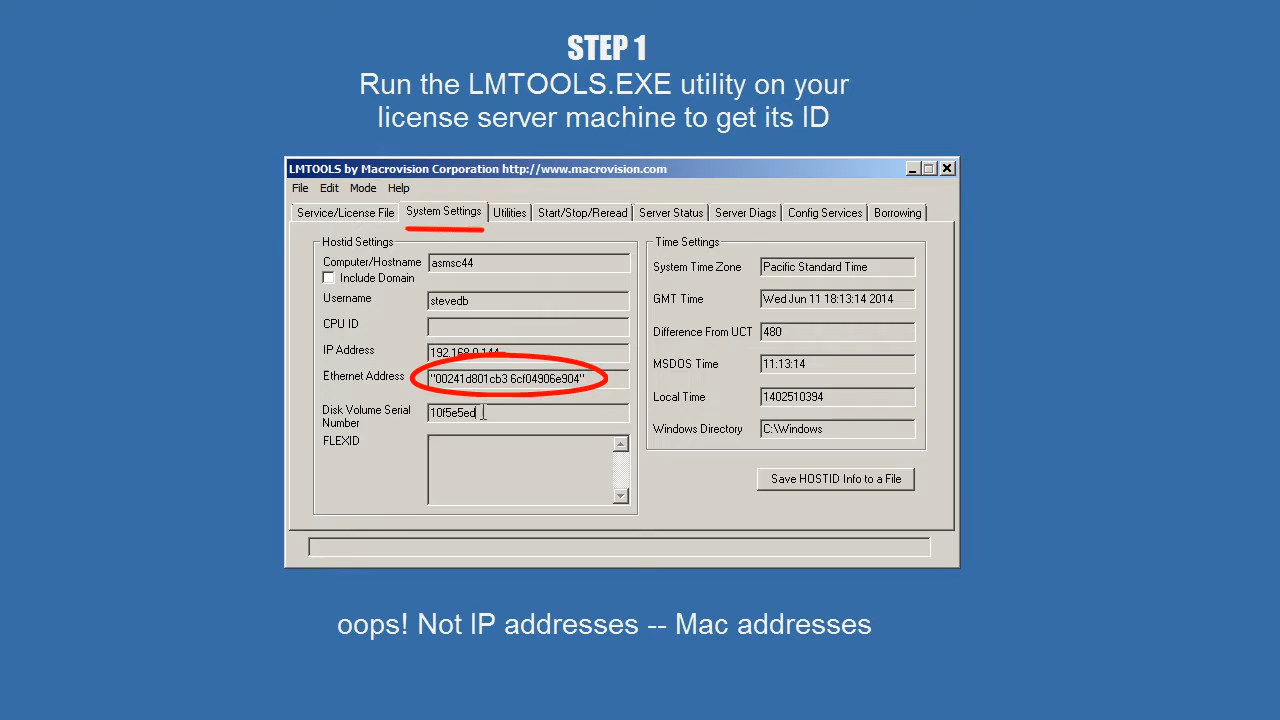 STEP 1
Run the LMTOOLS.EXE utility on your
license server machine to get its ID
LMTOOLS by Macrovision Corporation http://www.macrovision.com
File Edit Mode Help
Service/License File System Settings Utilities Start/Stop/Reread Server Status Server Diags Config Services Borrowing
Hostid Settings
Computer/Hostname asmsc44
Include Domain
Username stevedb
CPU ID
IP Address 192.168.0.144
Ethernet Address "00241d801cb3 6cf04906e904"
Disk Volume Serial
Number
10f5e5ed
FLEXID
Time Settings
System Time Zone Pacific Standard Time
GMT Time Wed Jun 11 18:13:14 2014
Difference From UCT 480
MSDOS Time 11:13:14
Local Time 1402510394
Windows Directory C:\Windows
Save HOSTID Info to a File
oops! Not IP addresses -- Mac addresses